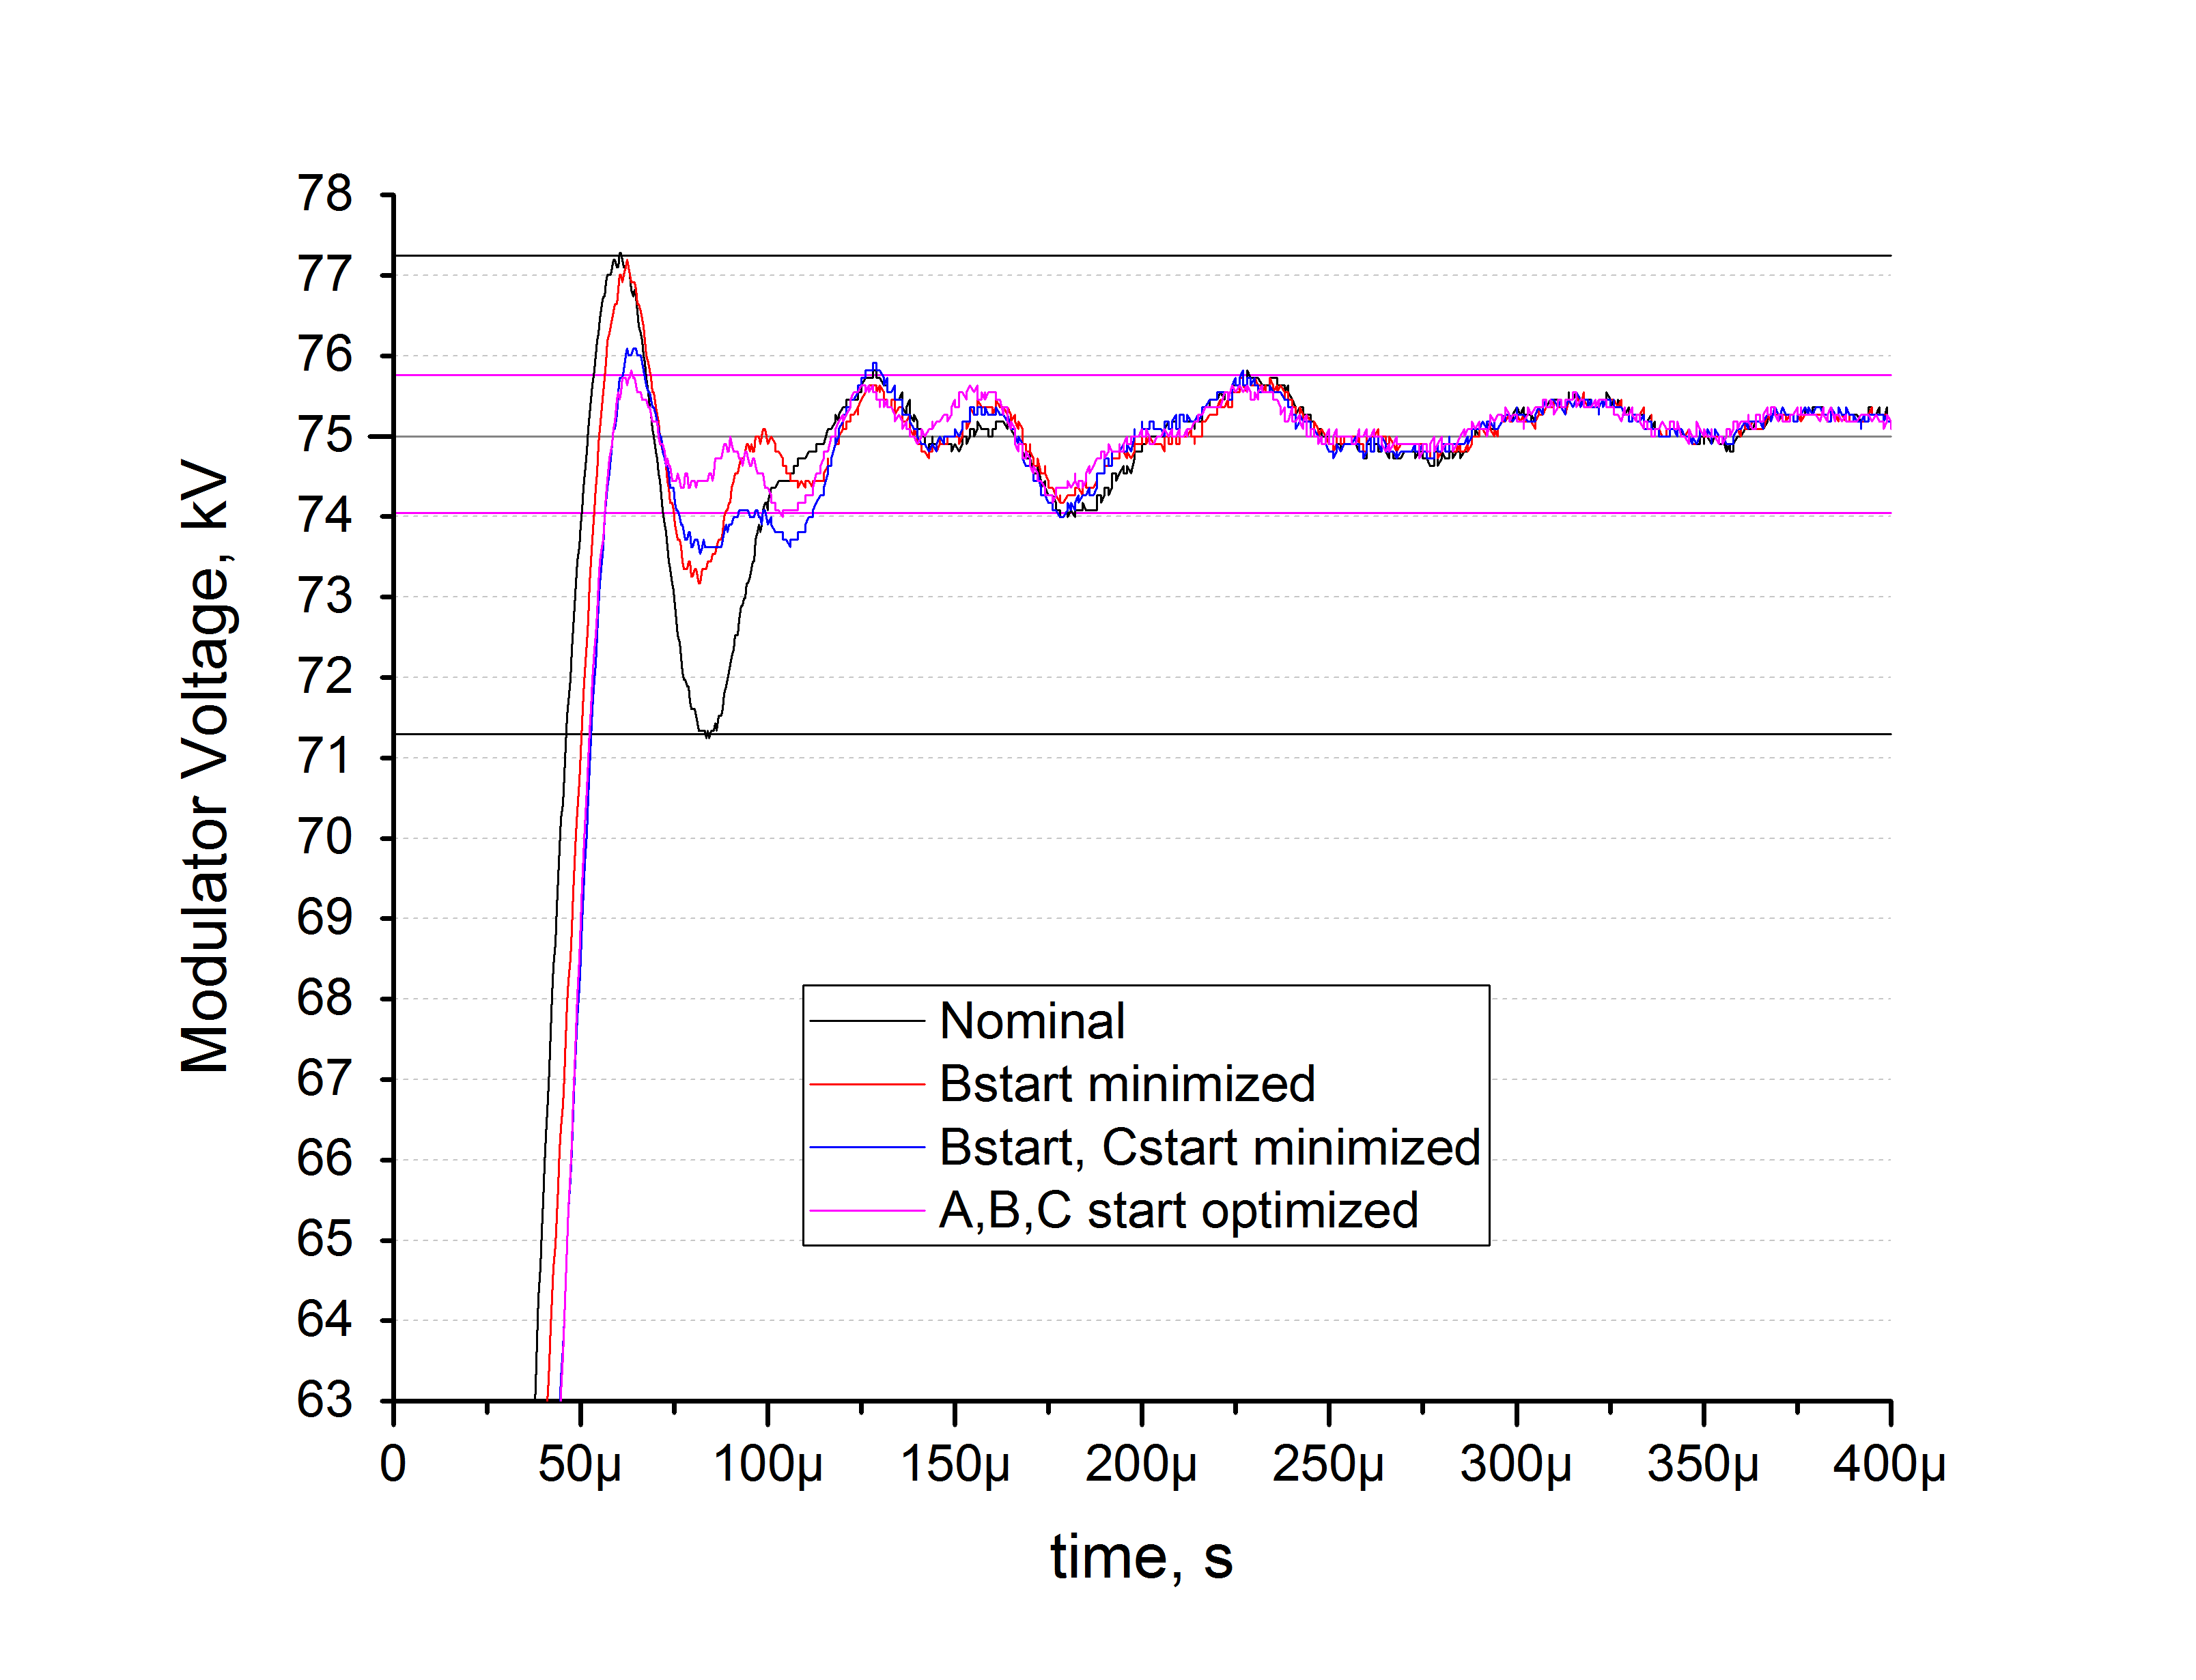 Modulator Voltage, kV
78
77
76
75
74
73
72
71
70
69
68
67
66
65
64
63
Nominal
Bstart minimized
Bstart, Cstart minimized
A,B,C start optimized
0
50µ
100µ
150µ
200µ
250µ
300µ
350µ
400µ
time, s